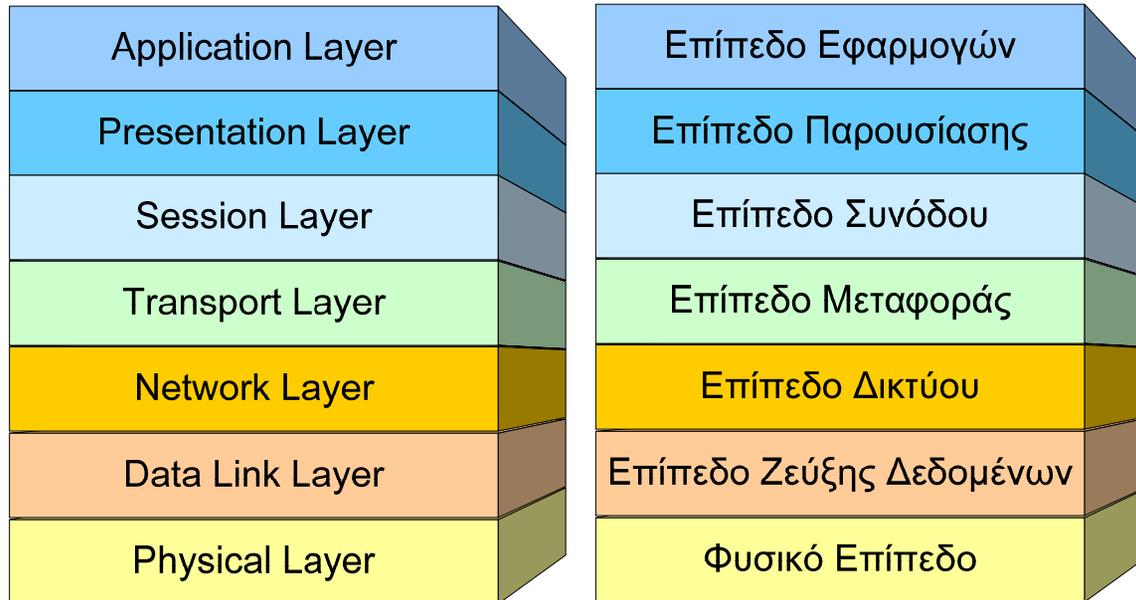 Application Layer
Presentation Layer
Session Layer
Transport Layer
Network Layer
Data Link Layer
Physical Layer
Επίπεδο Εφαρμογών
Επίπεδο Παρουσίασης
Επίπεδο Συνόδου
Επίπεδο Μεταφοράς
Επίπεδο Δικτύου
Επίπεδο Ζεύξης Δεδομένων
Φυσικό Επίπεδο